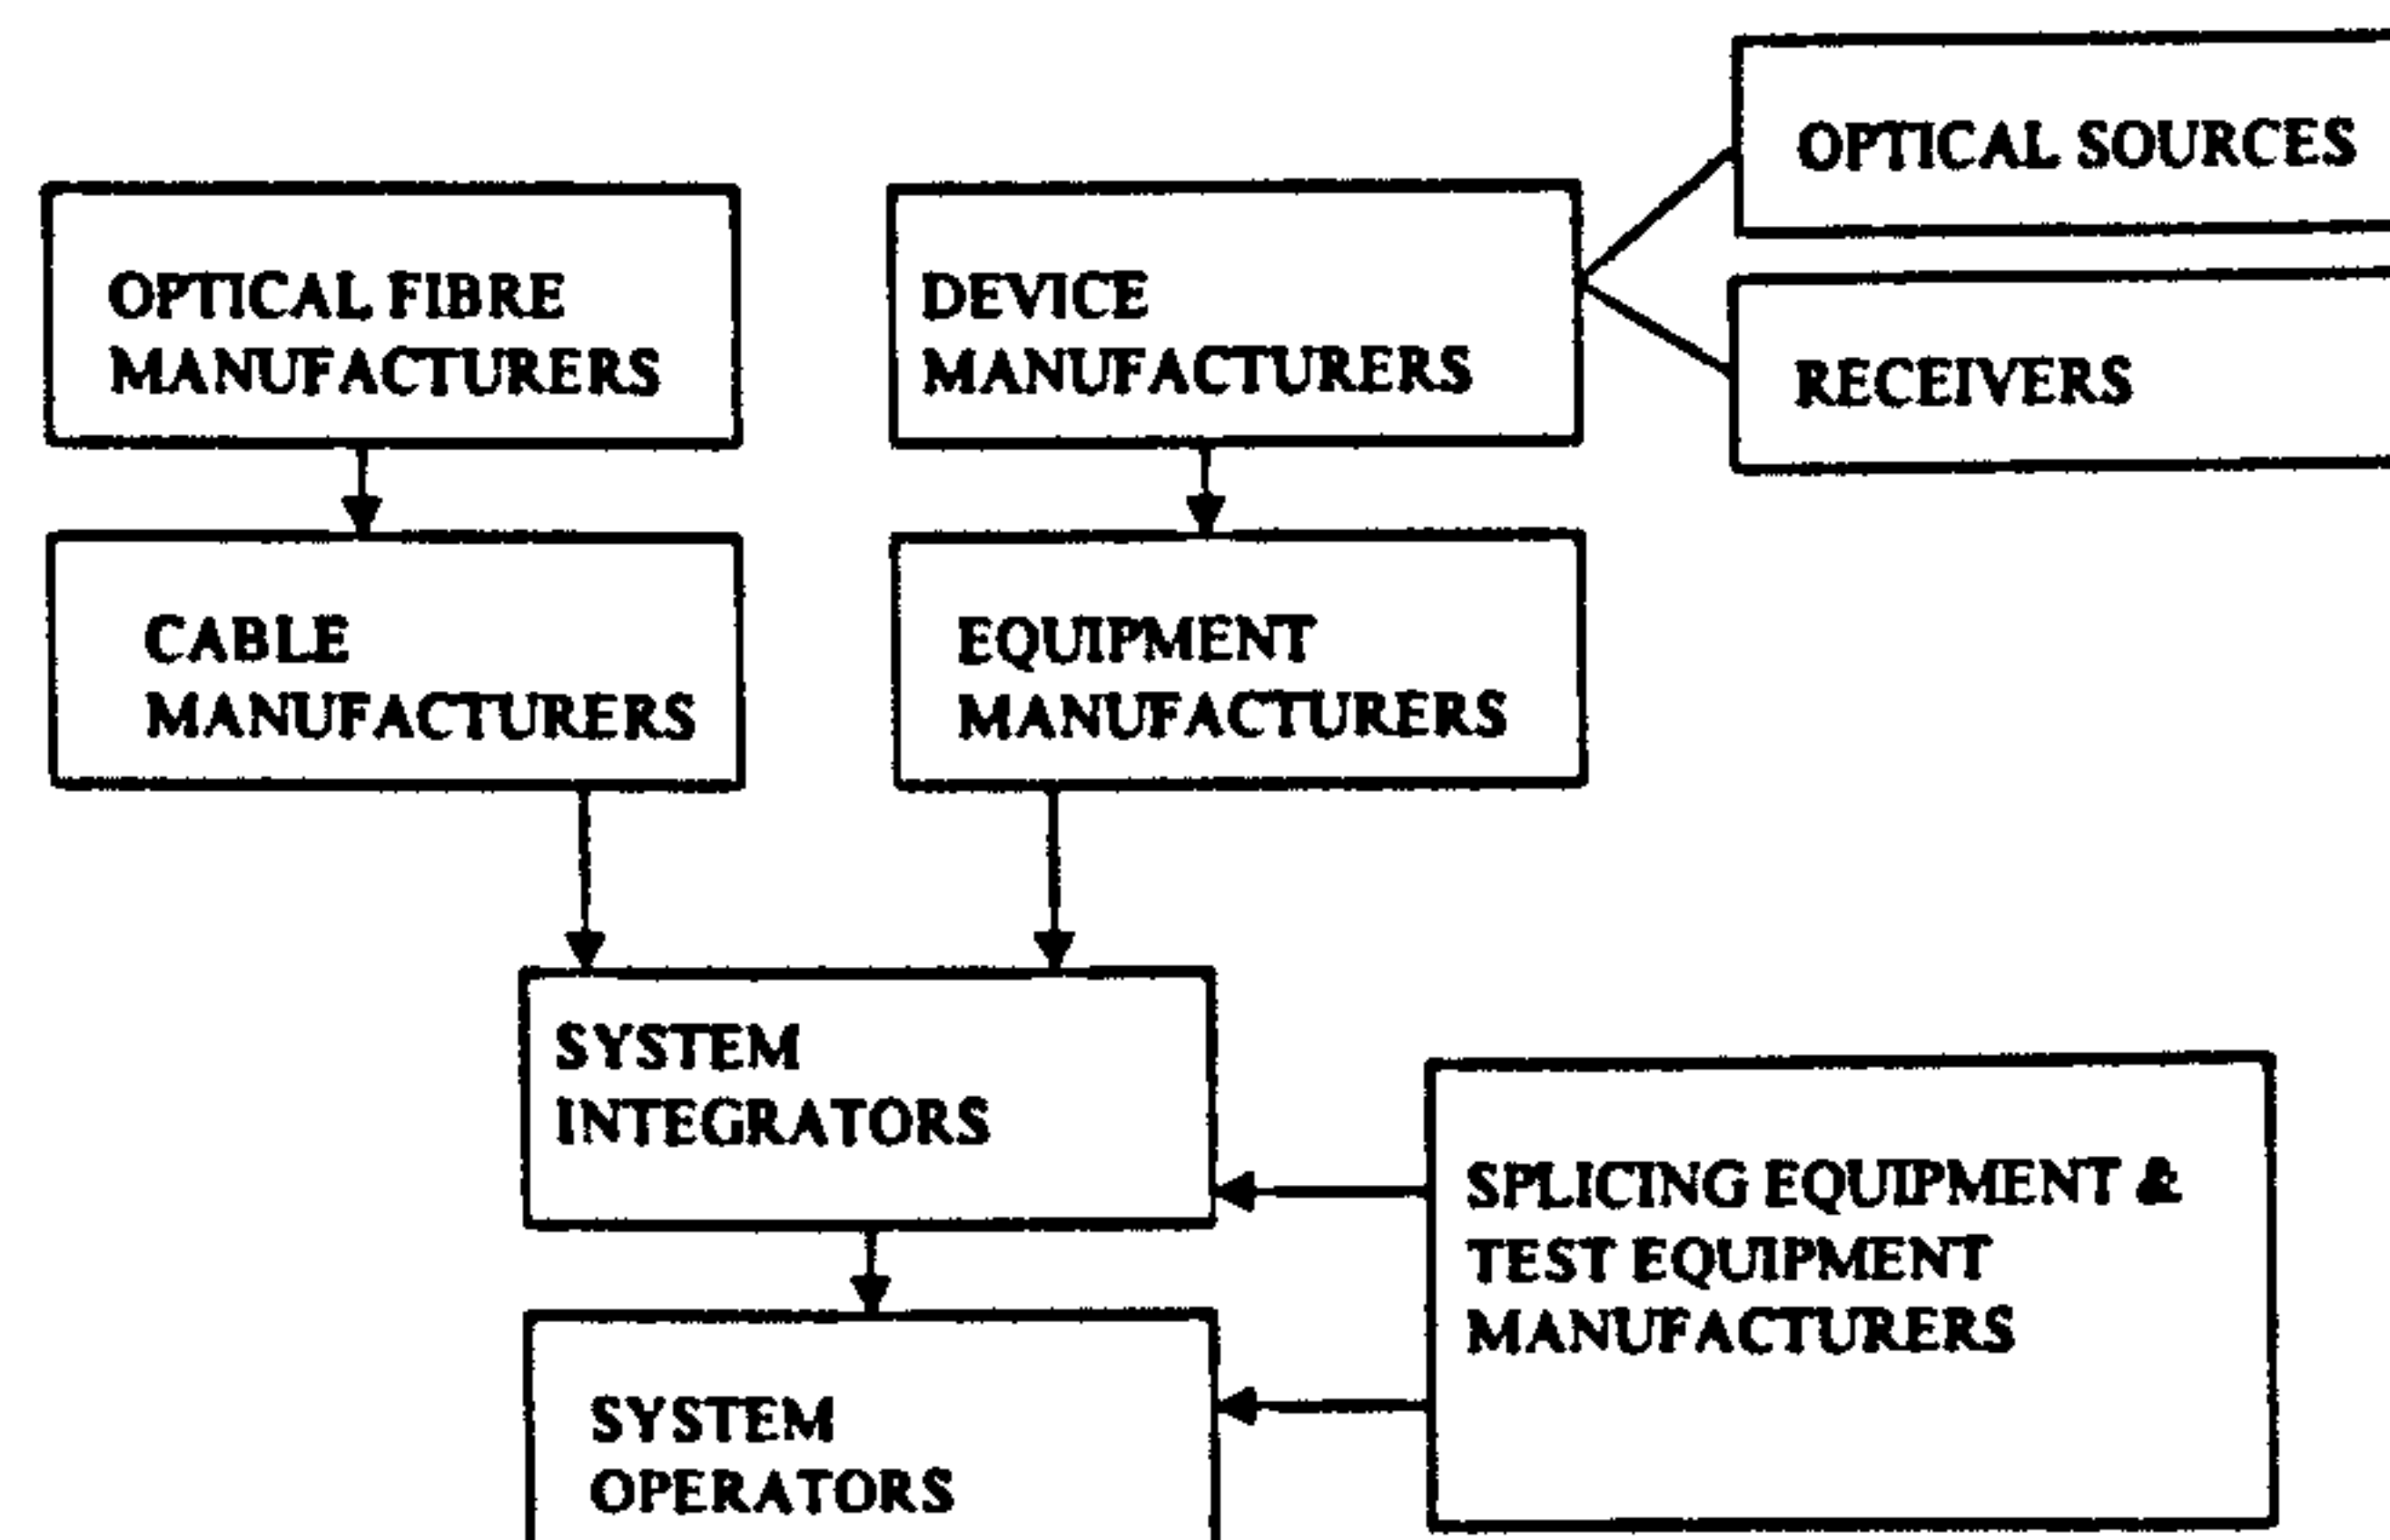 OPTICAL SOURCES
OPTICAL FIBRE
MANUFACTURERS
DEVICE
MANUFACTURERS
RECEIVERS
CABLE
MANUFACTURERS
EQUIPMENT
MANUFACTURERS
SYSTEM
INTEGRATORS
SPLICING EQUIPMENT &
TEST EQUIPMENT
MANUFACTURERS
SYSTEM
OPERATORS